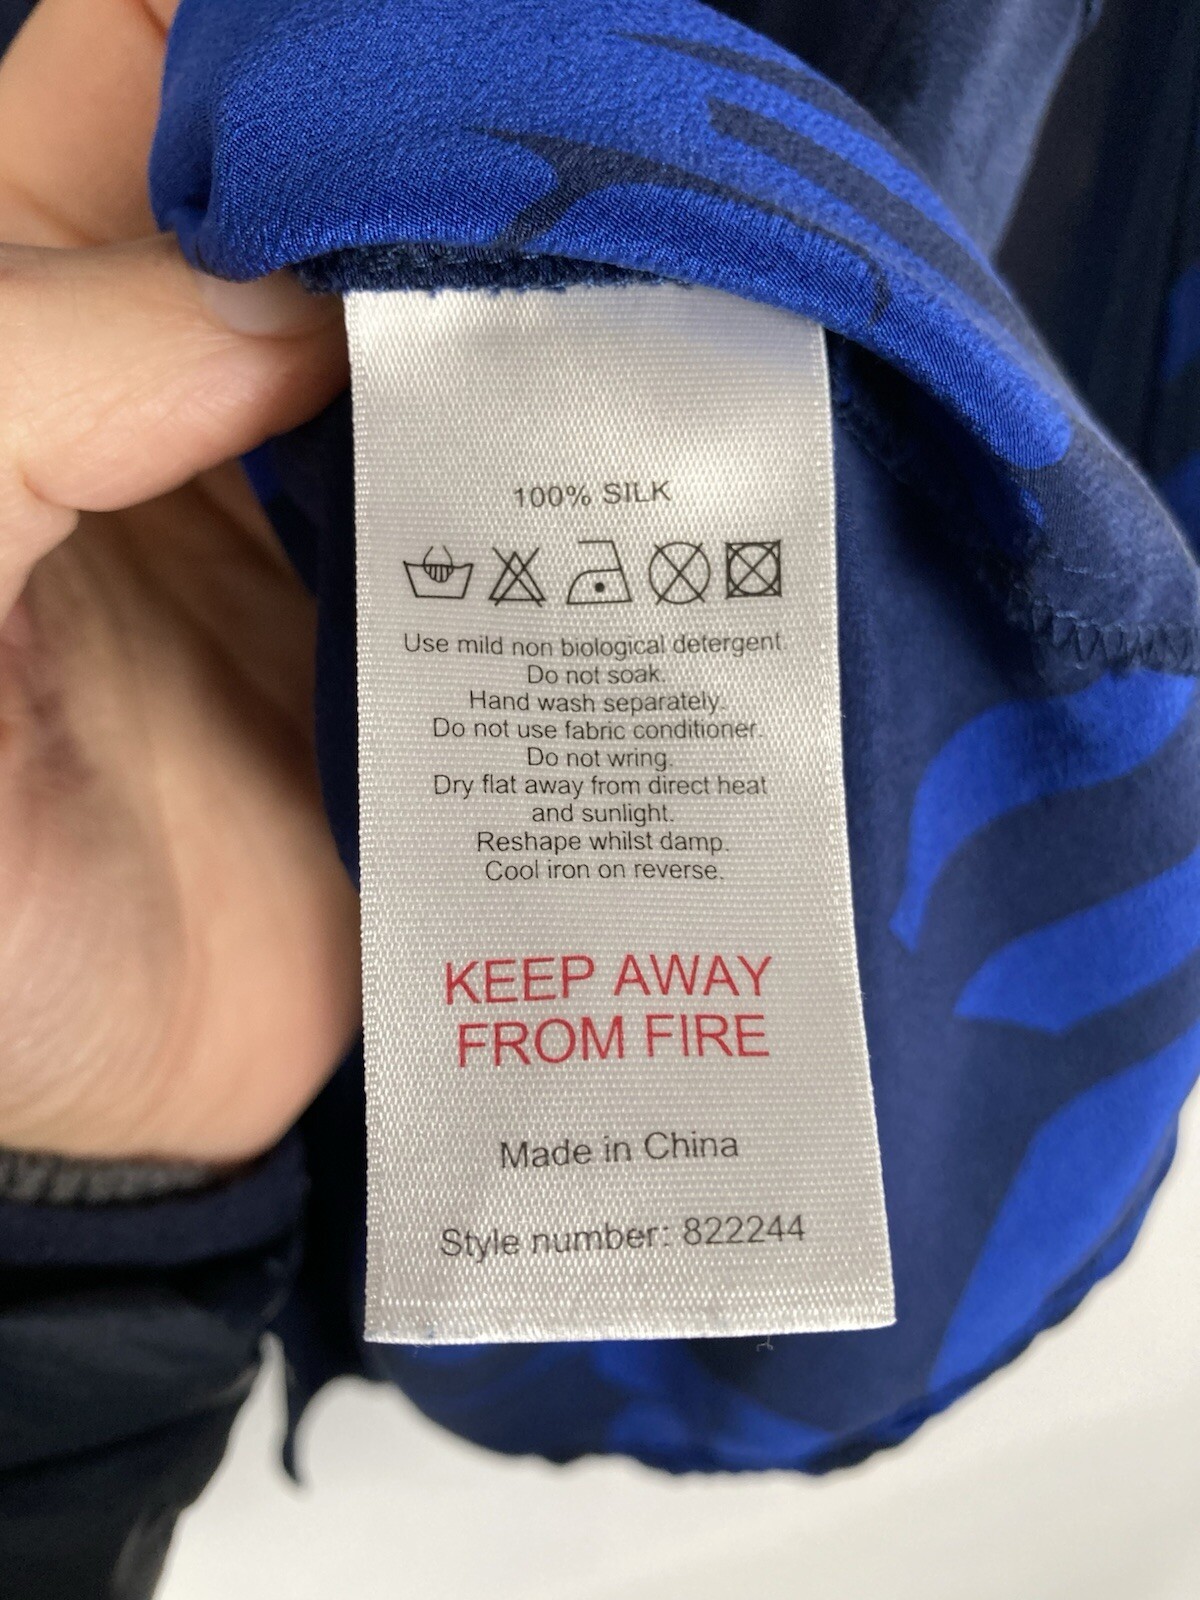 100% SILK
Use mild non biological detergent.
Do not soak.
Hand wash separately.
Do not use fabric conditioner.
Do not wring.
Dry flat away from direct heat
and sunlight.
Reshape whilst damp.
Cool iron on reverse.
KEEP AWAY
FROM FIRE
Made in China
Style number: 822244